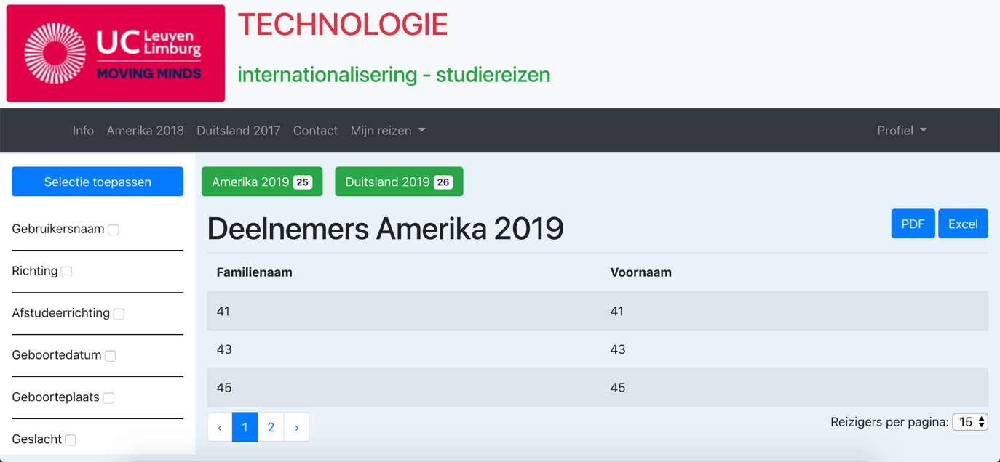 UC Leuven Limburg
MOVING MINDS
TECHNOLOGIE
internationalisering - studiereizen
Info Amerika 2018 Duitsland 2017 Contact Mijn reizen Profiel
Selectie toepassen
Gebruikersnaam
Richting
Afstudeerrichting
Geboortedatum
Geboorteplaats
Geslacht
Amerika 2019 25 Duitsland 2019 26
Deelnemers Amerika 2019
PDF Excel
Familienaam Voornaam
41 41
43 43
45 45
‹ 1 2 ›
Reizigers per pagina: 15